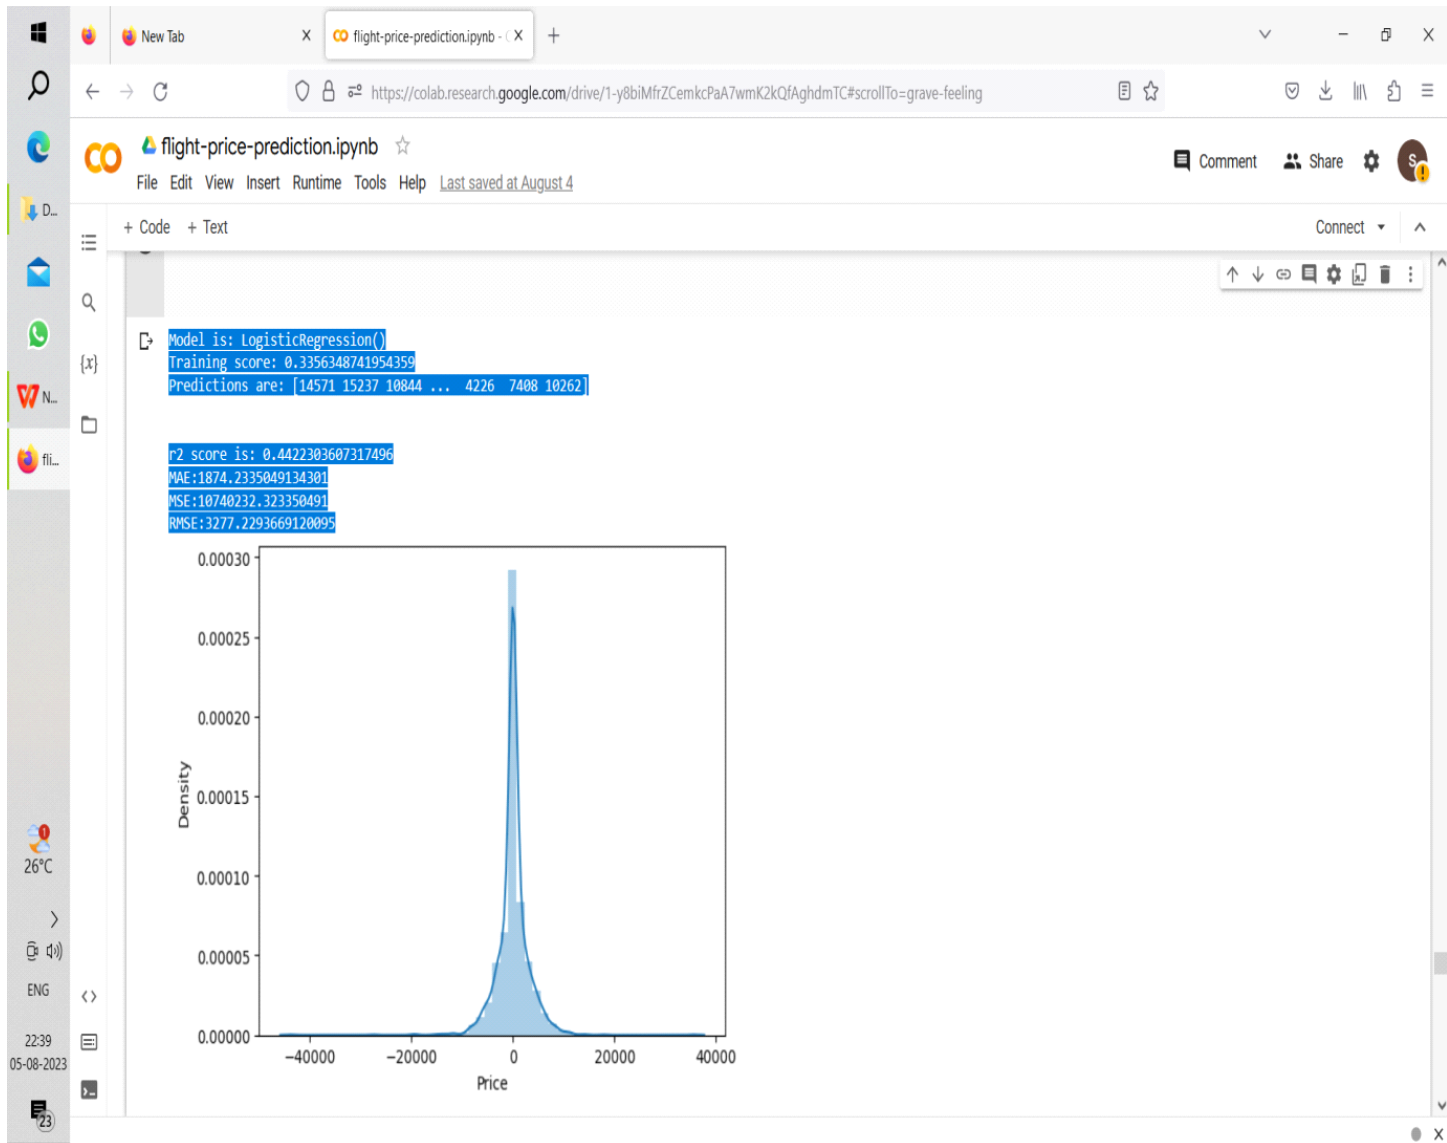 New Tab X
flight-price-prediction.ipynb - X
https://colab.research.google.com/drive/1-y8biMfrZCemkcPaA7wmK2kQfAghdmTC#scrollTo=grave-feeling
flight-price-prediction.ipynb
Comment Share S
File Edit View Insert Runtime Tools Help Last saved at August 4
+ Code + Text Connect
D...
N...
fli...
{x}
Model is: LogisticRegression()
Training score: 0.3356348741954359
Predictions are: [14571 15237 10844 ... 4226 7408 10262]
r2 score is: 0.4422303607317496
MAE:1874.2335049134301
MSE:10740232.323350491
RMSE:3277.2293669120095
0.00030
0.00025
0.00020
0.00015
0.00010
0.00005
0.00000
Density
−40000 −20000 0 20000 40000
Price
1
26°C
ENG
22:39
05-08-2023
23